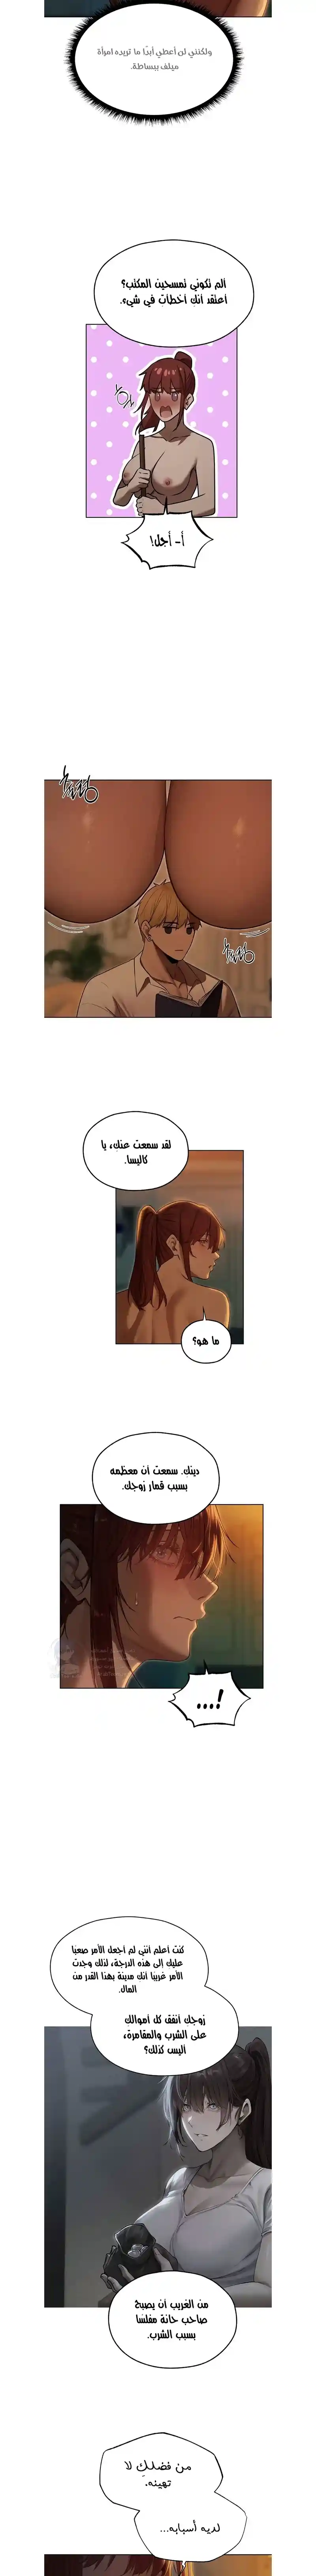 ولكنني لن أعطي أبدًا ما تريده امرأة
ميلف ببساطة.
ألم تكوني تمسحين المكتب؟
أعتقد أنك أخطأت في شيء.
أ- أجل!
لقد سمعت عنكِ، يا
كاليسا.
ما هو؟
دينكِ. سمعت أن معظمه
بسبب قمار زوجكِ.
...!
كنت أعلم أنني لم أجعل الأمر صعبًا
عليك إلى هذه الدرجة، لذلك وجدت
الأمر غريبًا أنك مدينة بهذا القدر من
المال.
زوجكِ أنفق كل أموالكِ
على الشرب والمقامرة،
أليس كذلك؟
من الغريب أن يصبح
صاحب حانة مفلسًا
بسبب الشرب.
من فضلكِ لا
تهينه.
لديه أسبابه...